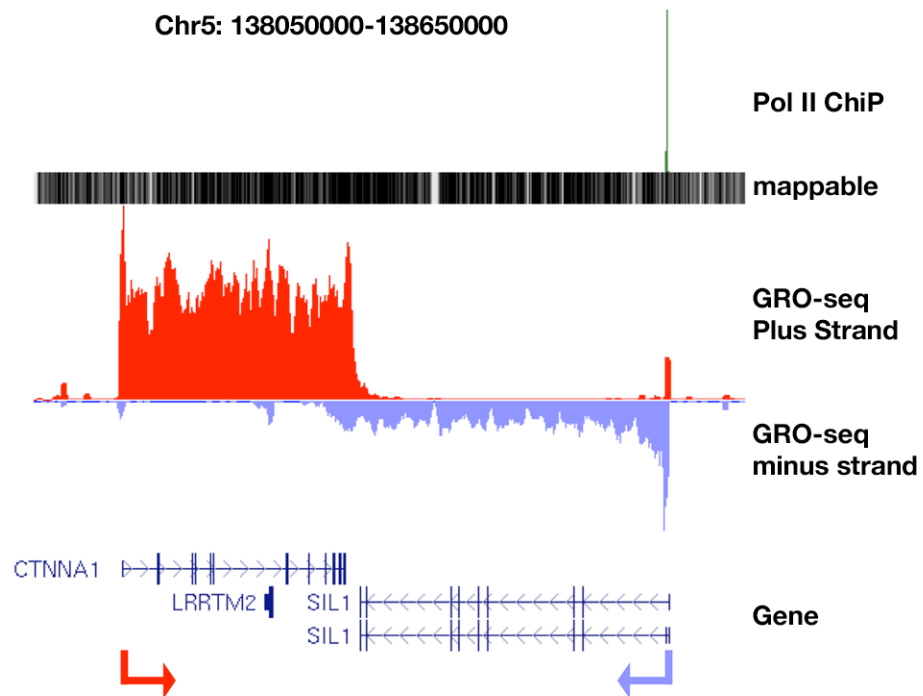 Chr5: 138050000-138650000
Pol II ChiP
mappable
GRO-seq
Plus Strand
GRO-seq
minus strand
CTNNA1
LRRTM2
SIL1
SIL1
Gene